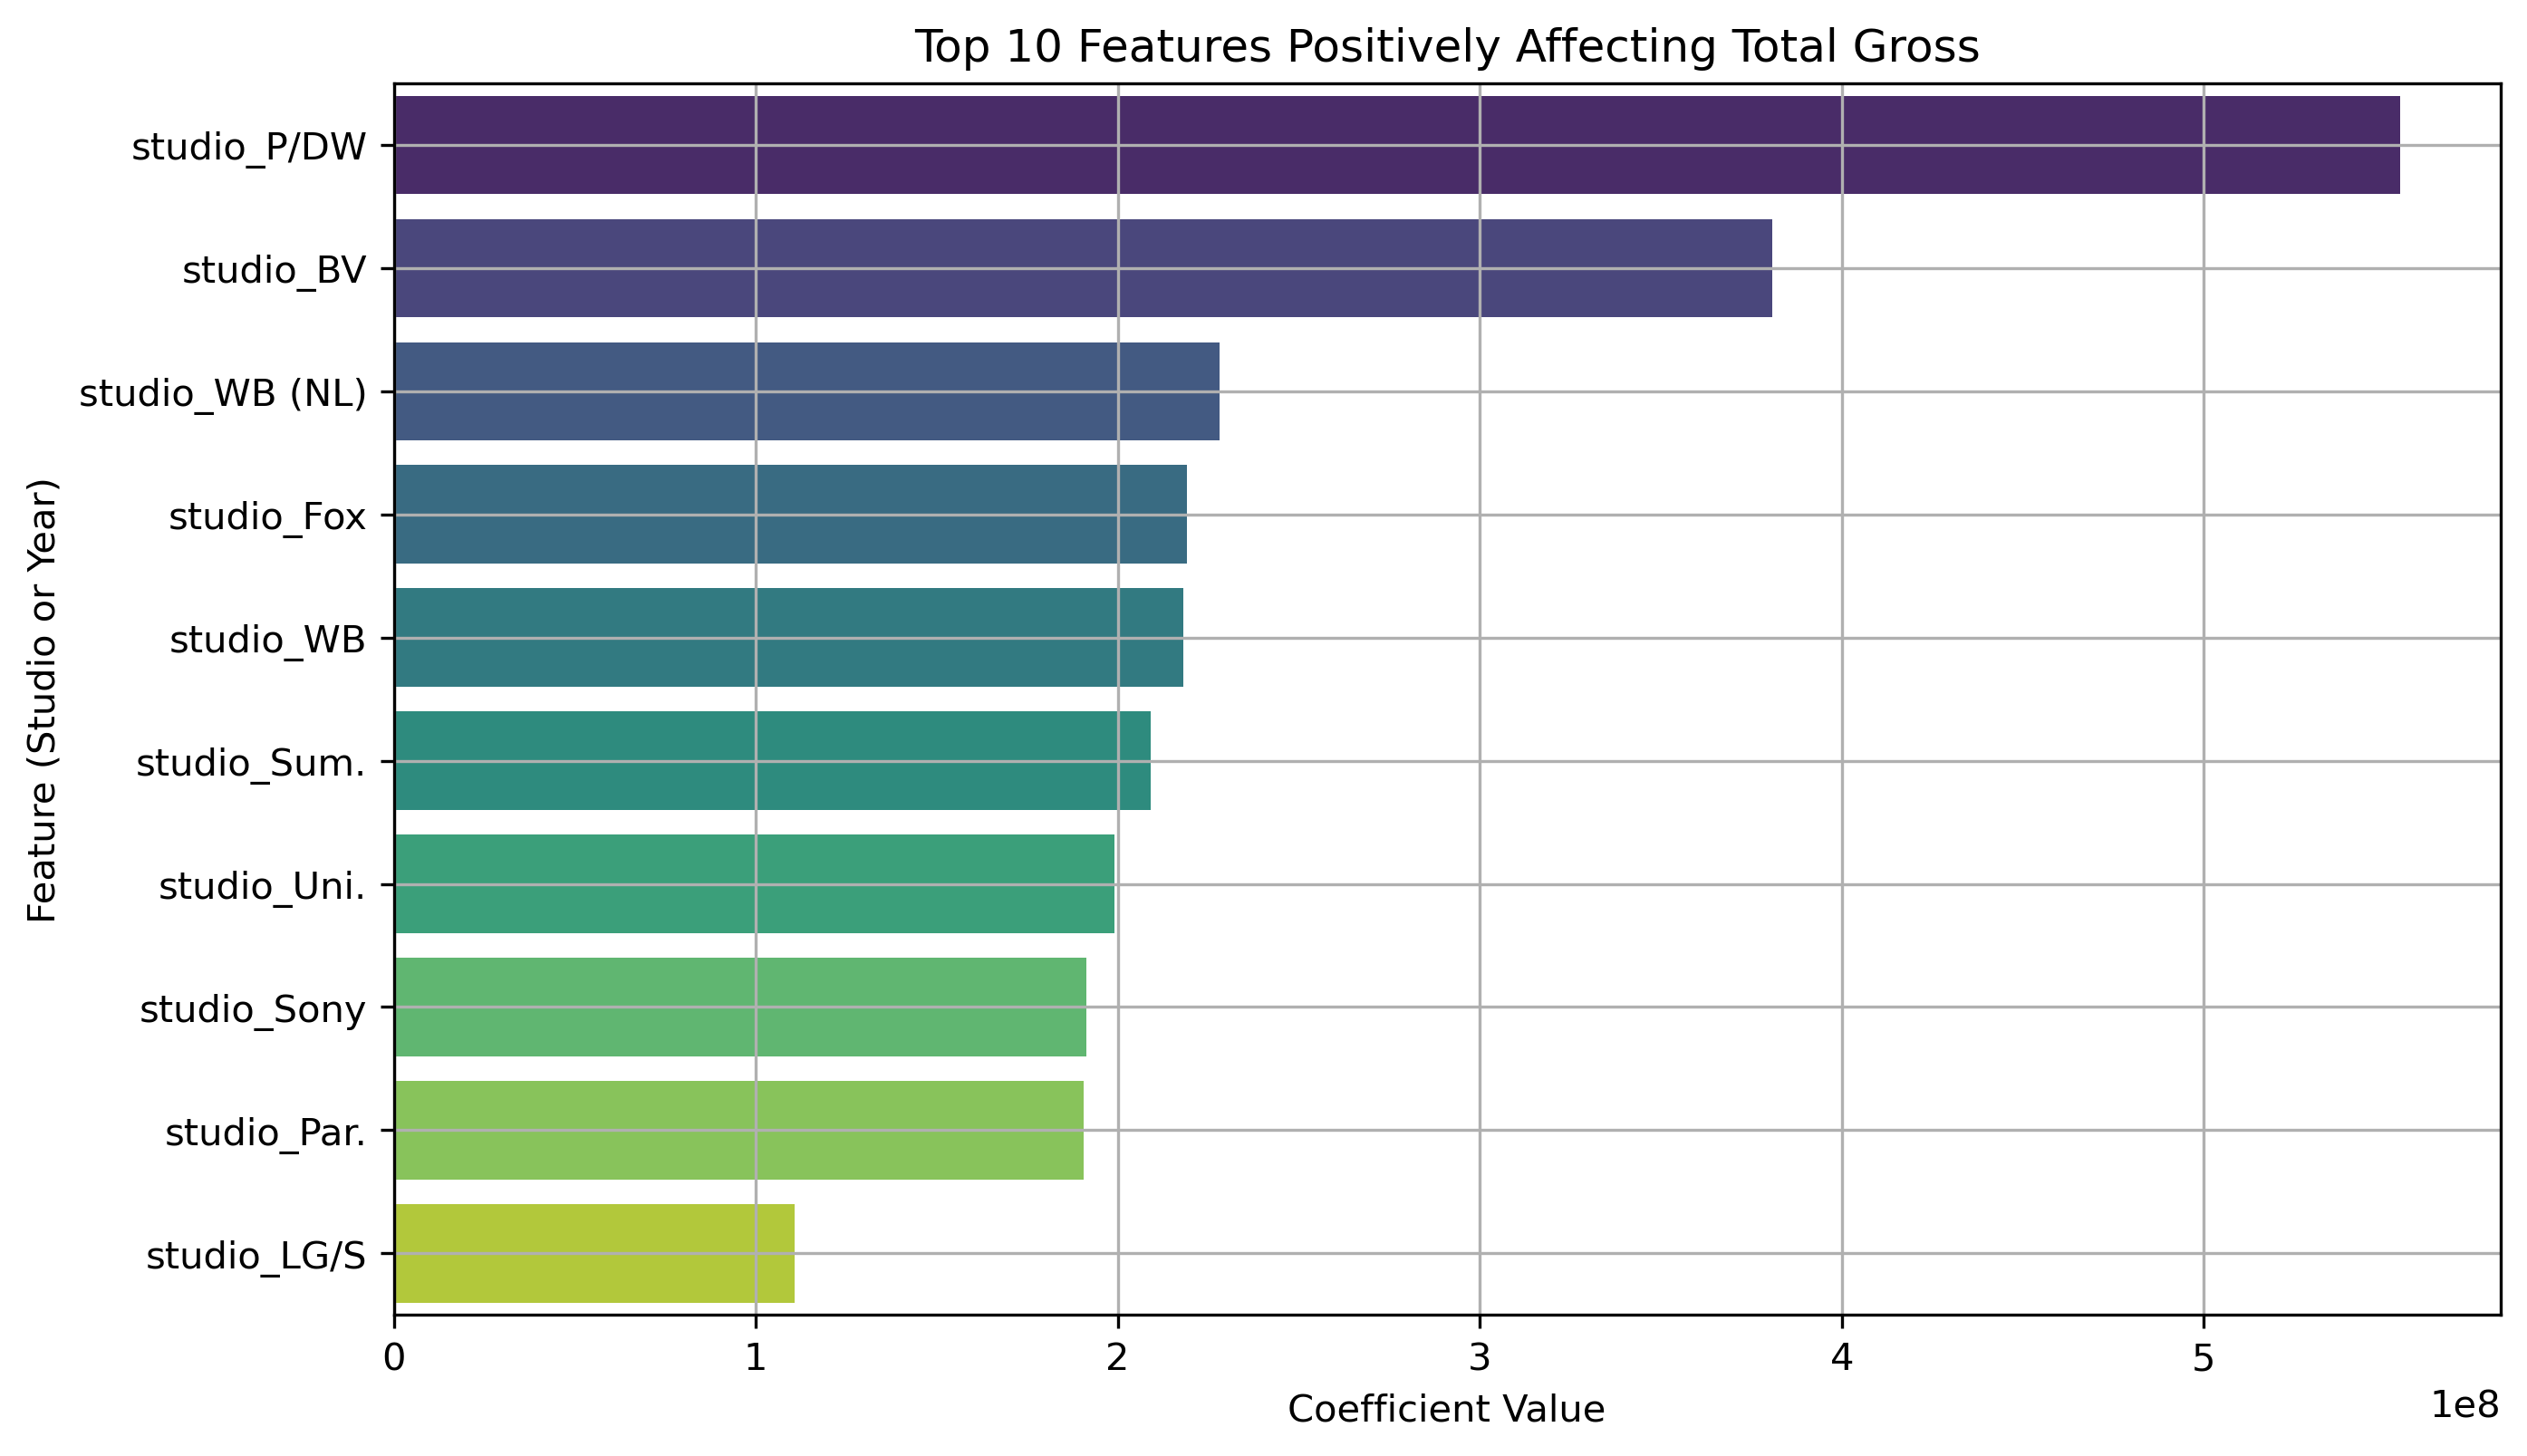 Top 10 Features Positively Affecting Total Gross
Feature (Studio or Year)
studio_P/DW
studio_BV
studio_WB (NL)
studio_Fox
studio_WB
studio_Sum.
studio_Uni.
studio_Sony
studio_Par.
studio_LG/S
0 1 2 3 4 5
1e8
Coefficient Value